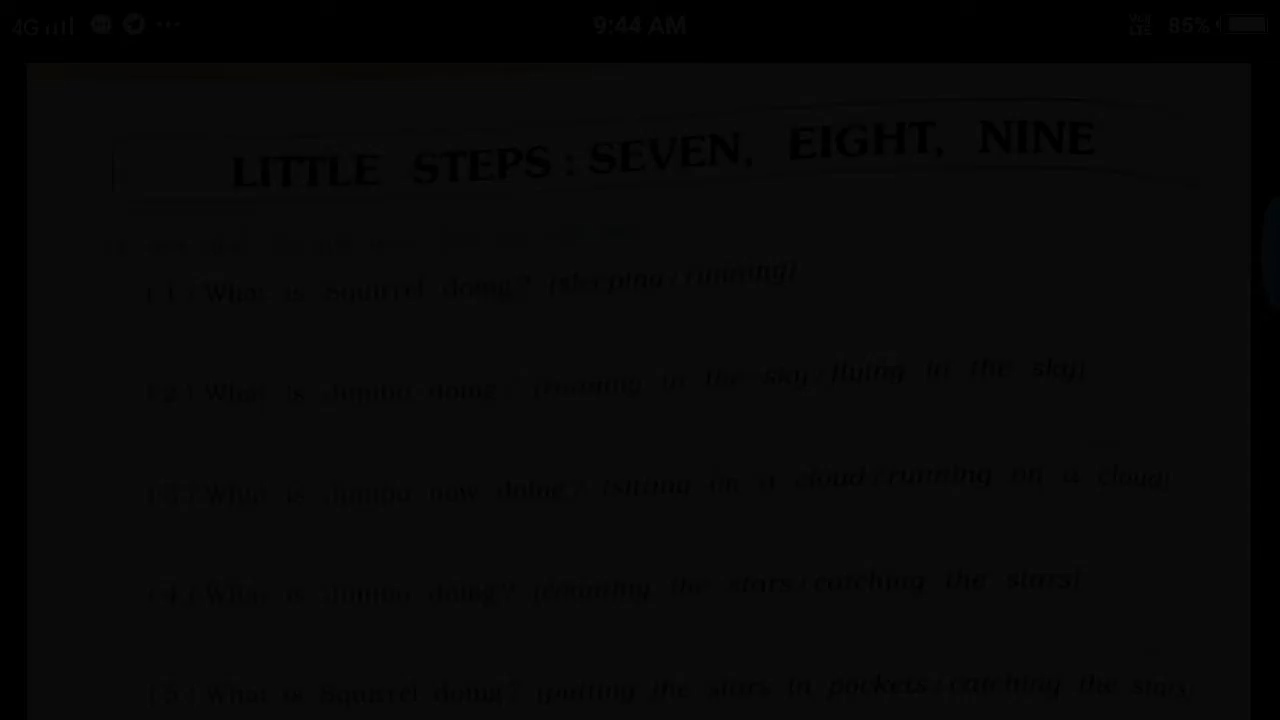 4G 9:44 AM 85%
LITTLE STEPS : SEVEN, EIGHT, NINE
(1) What is Squirrel doing? (sleeping / running)
(2) What is Jumbo doing? (running in the sky / flying in the sky)
(3) What is Jumbo now doing? (sitting on a cloud / running on a cloud)
(4) What is Jumbo doing? (counting the stars / catching the stars)
(5) What is Squirrel doing? (putting the stars in pockets / catching the stars